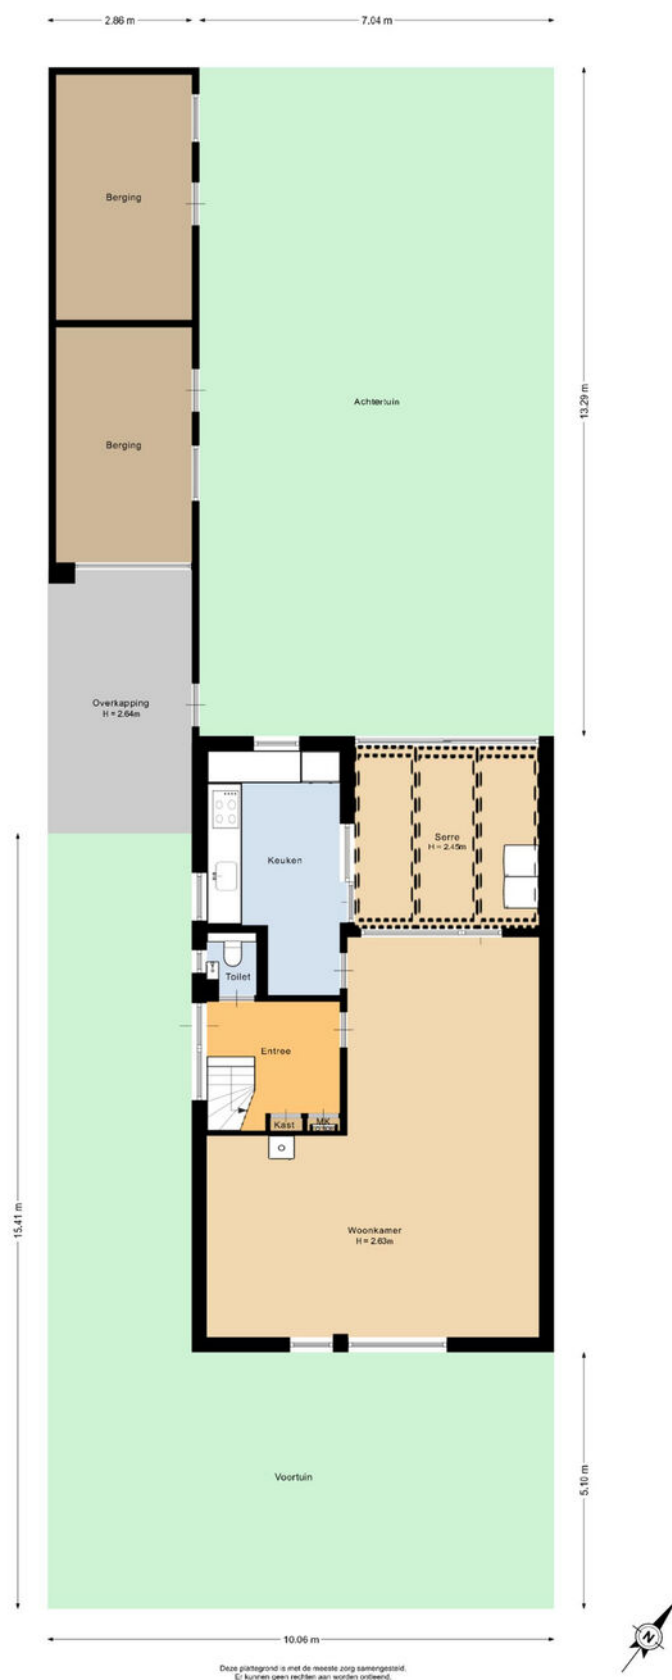 2.86 m
7.04 m
Berging
13.29 m
Achtertuin
Berging
Overkapping
H = 2.64m
Serre
H = 2.45m
Keuken
Toilet
Entree
Kast
MK
15.41 m
Woonkamer
H = 2.63m
Voortuin
5.10 m
10.06 m
N
Deze plattegrond is met de meeste zorg samengesteld.
Er kunnen geen rechten aan worden ontleend.